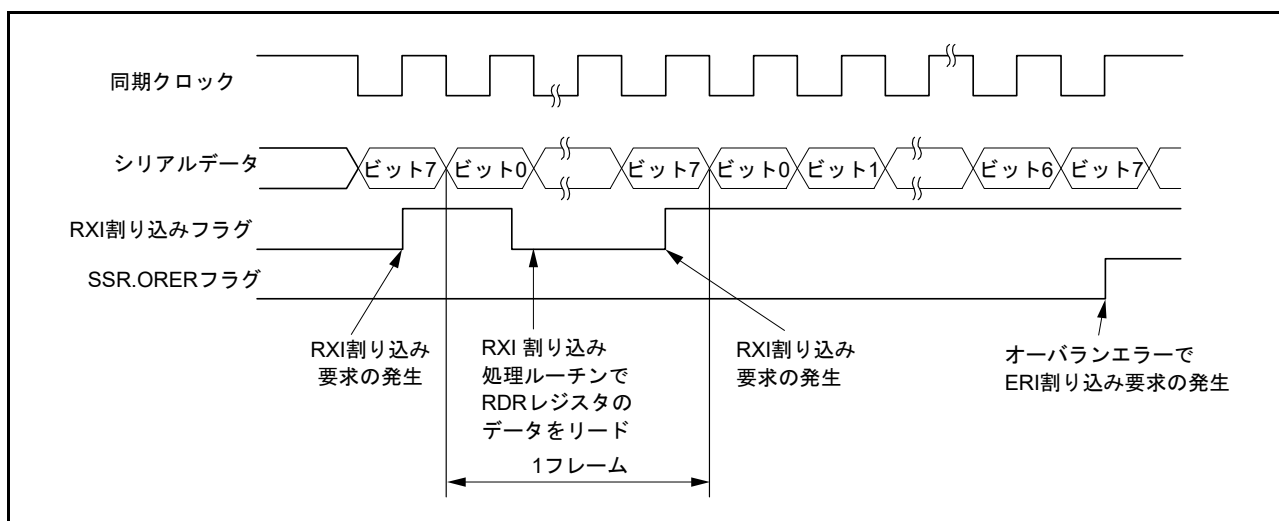 同期クロック
シリアルデータ
ビット7
ビット0
ビット7
ビット0
ビット1
ビット6
ビット7
RXI割り込みフラグ
SSR.ORERフラグ
RXI割り込み
要求の発生
RXI 割り込み
処理ルーチンで
RDRレジスタの
データをリード
RXI割り込み
要求の発生
オーバランエラーで
ERI割り込み要求の発生
1フレーム